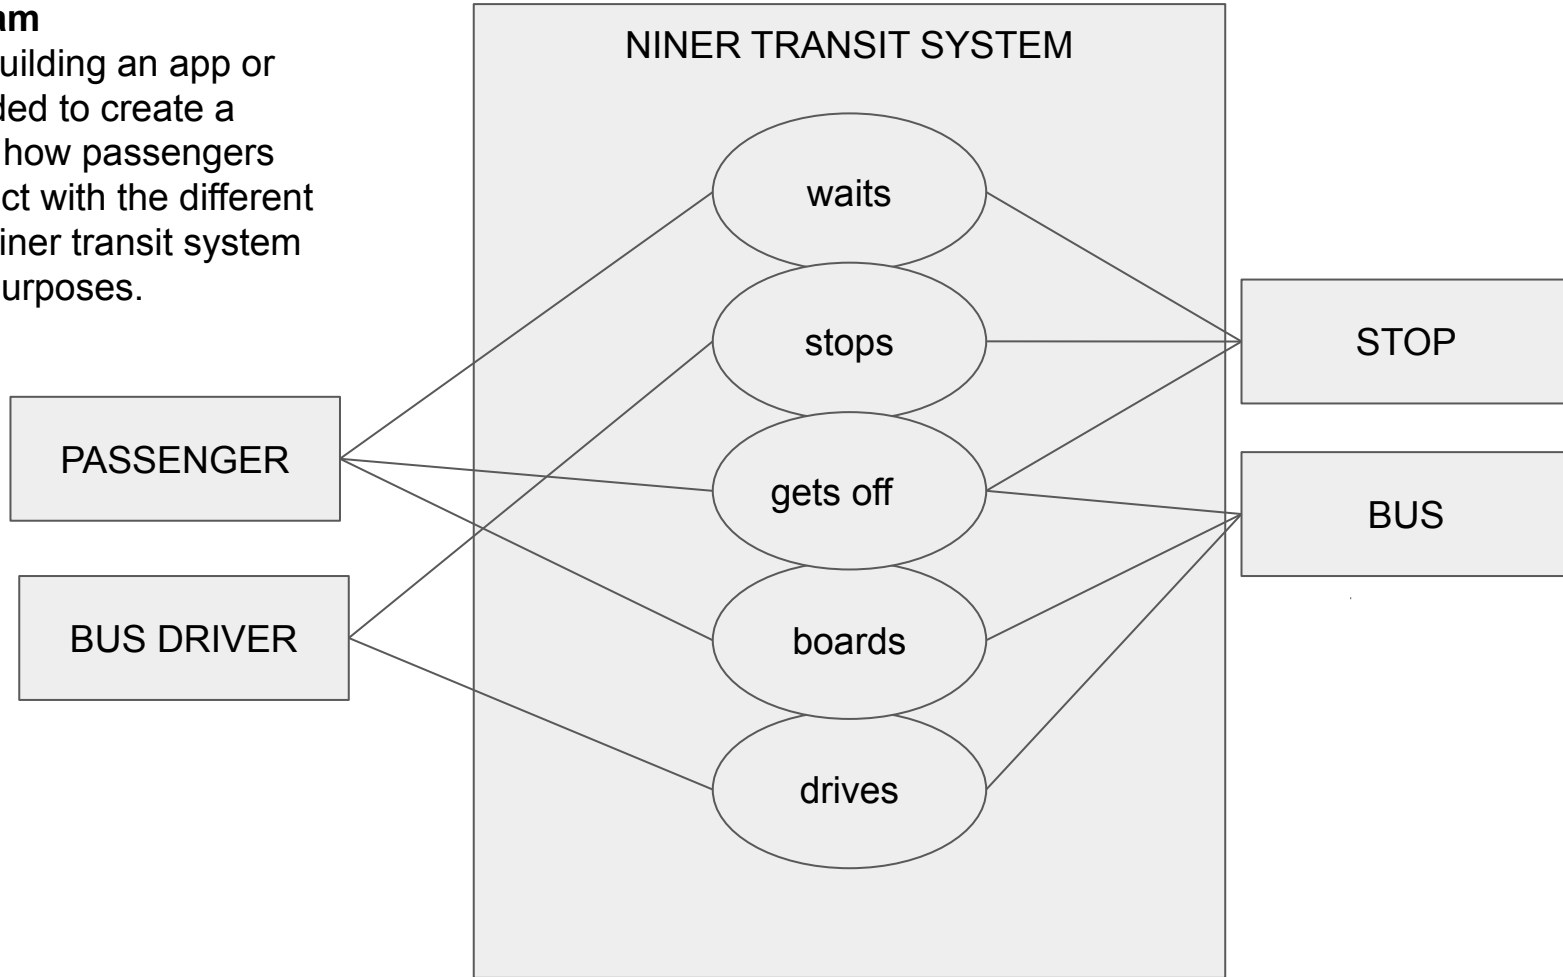 am
uilding an app or
ded to create a
how passengers
ct with the different
iner transit system
urposes.
NINER TRANSIT SYSTEM
waits
stops
gets off
boards
drives
PASSENGER
BUS DRIVER
STOP
BUS